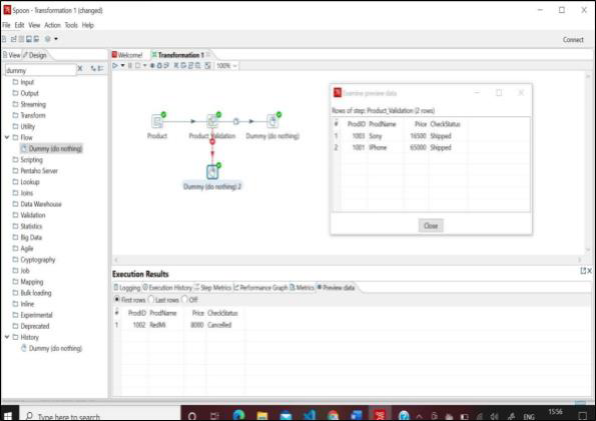 Spoon - Transformation 1 (changed)
File Edit View Action Tools Help
Connect
View Design
Welcome! Transformation 1
dummy
100%
Input
Output
Streaming
Transform
Utility
Flow
Dummy (do nothing)
Scripting
Pentaho Server
Lookup
Joins
Data Warehouse
Validation
Statistics
Big Data
Agile
Cryptography
Job
Mapping
Bulk loading
Inline
Experimental
Deprecated
History
Dummy (do nothing)
Product Product_Validation Dummy (do nothing)
Dummy (do nothing) 2
Examine preview data
Rows of step: Product_Validation (2 rows)
# ProdID ProdName Price CheckStatus
1 1003 Sony 16500 Shipped
2 1001 IPhone 65000 Shipped
Close
Execution Results
Logging Execution History Step Metrics Performance Graph Metrics Preview data
First rows Last rows Off
# ProdID ProdName Price CheckStatus
1 1002 RedMi 8000 Cancelled
Type here to search
ENG
15:56